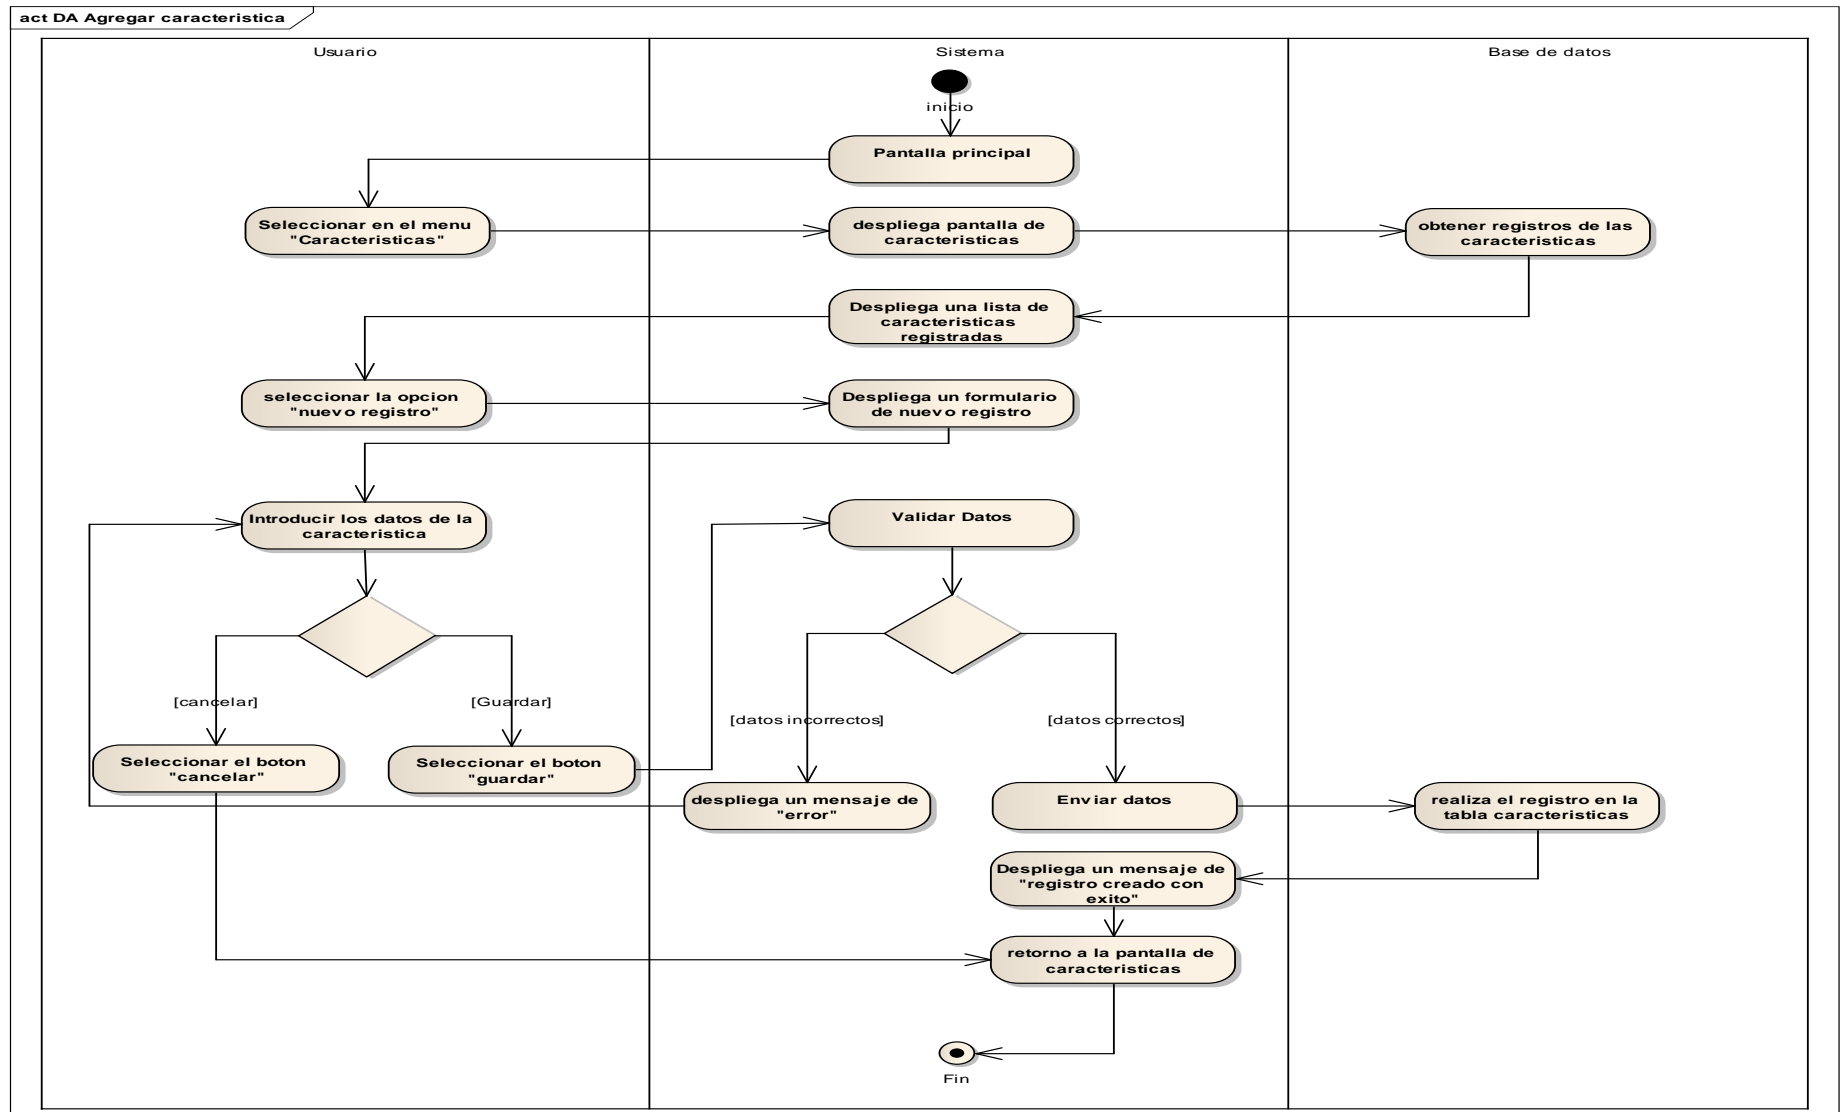 act DA Agregar caracteristica
Usuario
Sistema
Base de datos
inicio
Pantalla principal
Seleccionar en el menu
"Caracteristicas"
despliega pantalla de
caracteristicas
obtener registros de las
caracteristicas
Despliega una lista de
caracteristicas
registradas
seleccionar la opcion
"nuevo registro"
Despliega un formulario
de nuevo registro
Introducir los datos de la
caracteristica
Validar Datos
[cancelar]
[Guardar]
[datos incorrectos]
[datos correctos]
Seleccionar el boton
"cancelar"
Seleccionar el boton
"guardar"
despliega un mensaje de
"error"
Enviar datos
realiza el registro en la
tabla caracteristicas
Despliega un mensaje de
"registro creado con
exito"
retorno a la pantalla de
caracteristicas
Fin